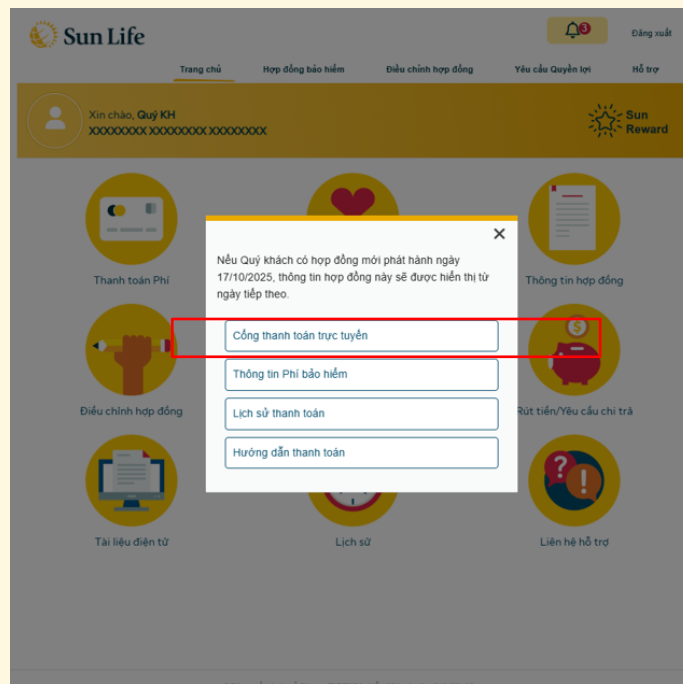 Sun Life
3
Đăng xuất
Trang chủ
Hợp đồng bảo hiểm
Điều chỉnh hợp đồng
Yêu cầu Quyền lợi
Hỗ trợ
Xin chào, Quý KH
XXXXXXXX XXXXXXXX XXXXXXXX
Sun
Reward
Nếu Quý khách có hợp đồng mới phát hành ngày
17/10/2025, thông tin hợp đồng này sẽ được hiển thị từ
ngày tiếp theo.
Cổng thanh toán trực tuyến
Thông tin Phí bảo hiểm
Lịch sử thanh toán
Hướng dẫn thanh toán
Thanh toán Phí
Thông tin hợp đồng
Điều chỉnh hợp đồng
Rút tiền/Yêu cầu chi trả
Tài liệu điện tử
Lịch sử
Liên hệ hỗ trợ